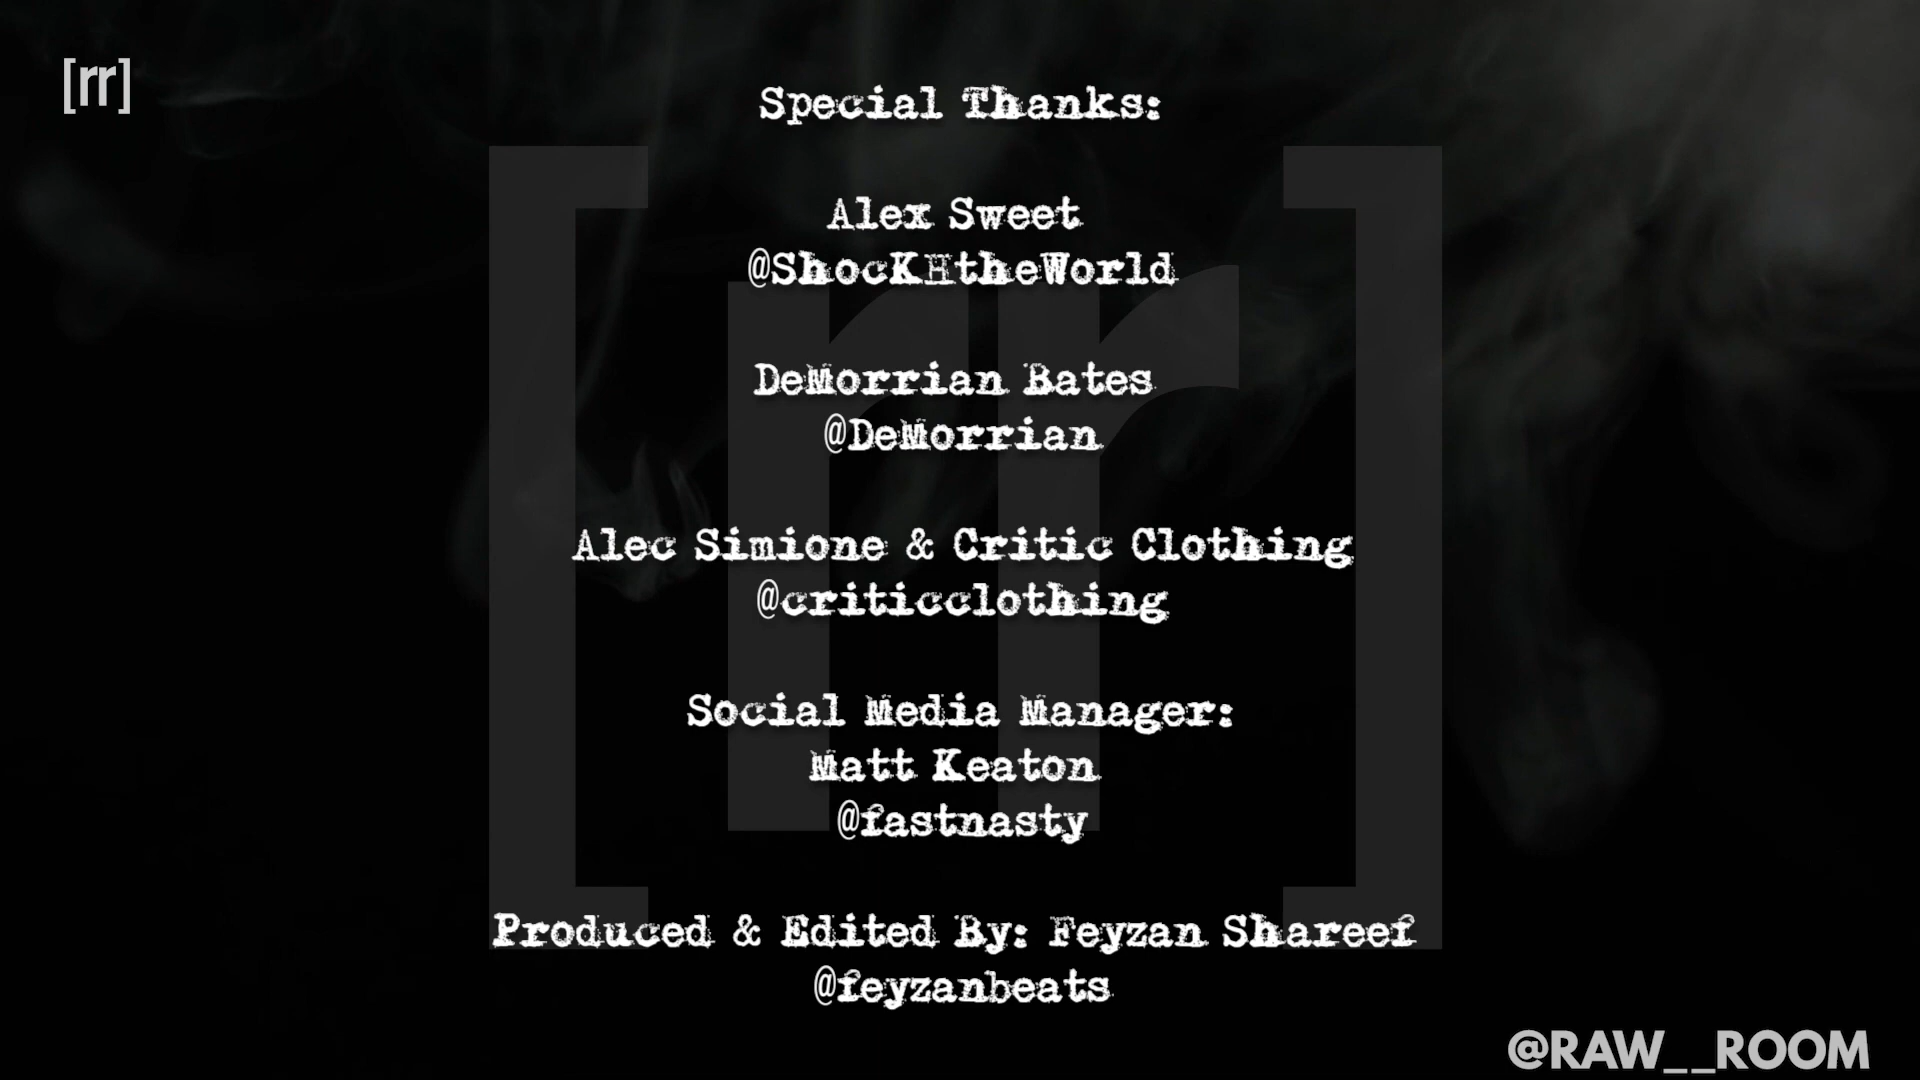 [rr]
Special Thanks:
Alex Sweet
@ShocKHtheWorld
DeMorrian Bates
@DeMorrian
Alec Simione & Critic Clothing
@criticclothing
Social Media Manager:
Matt Keaton
@fastnasty
Produced & Edited By: Feyzan Shareef
@feyzanbeats
[rr]
@RAW__ROOM